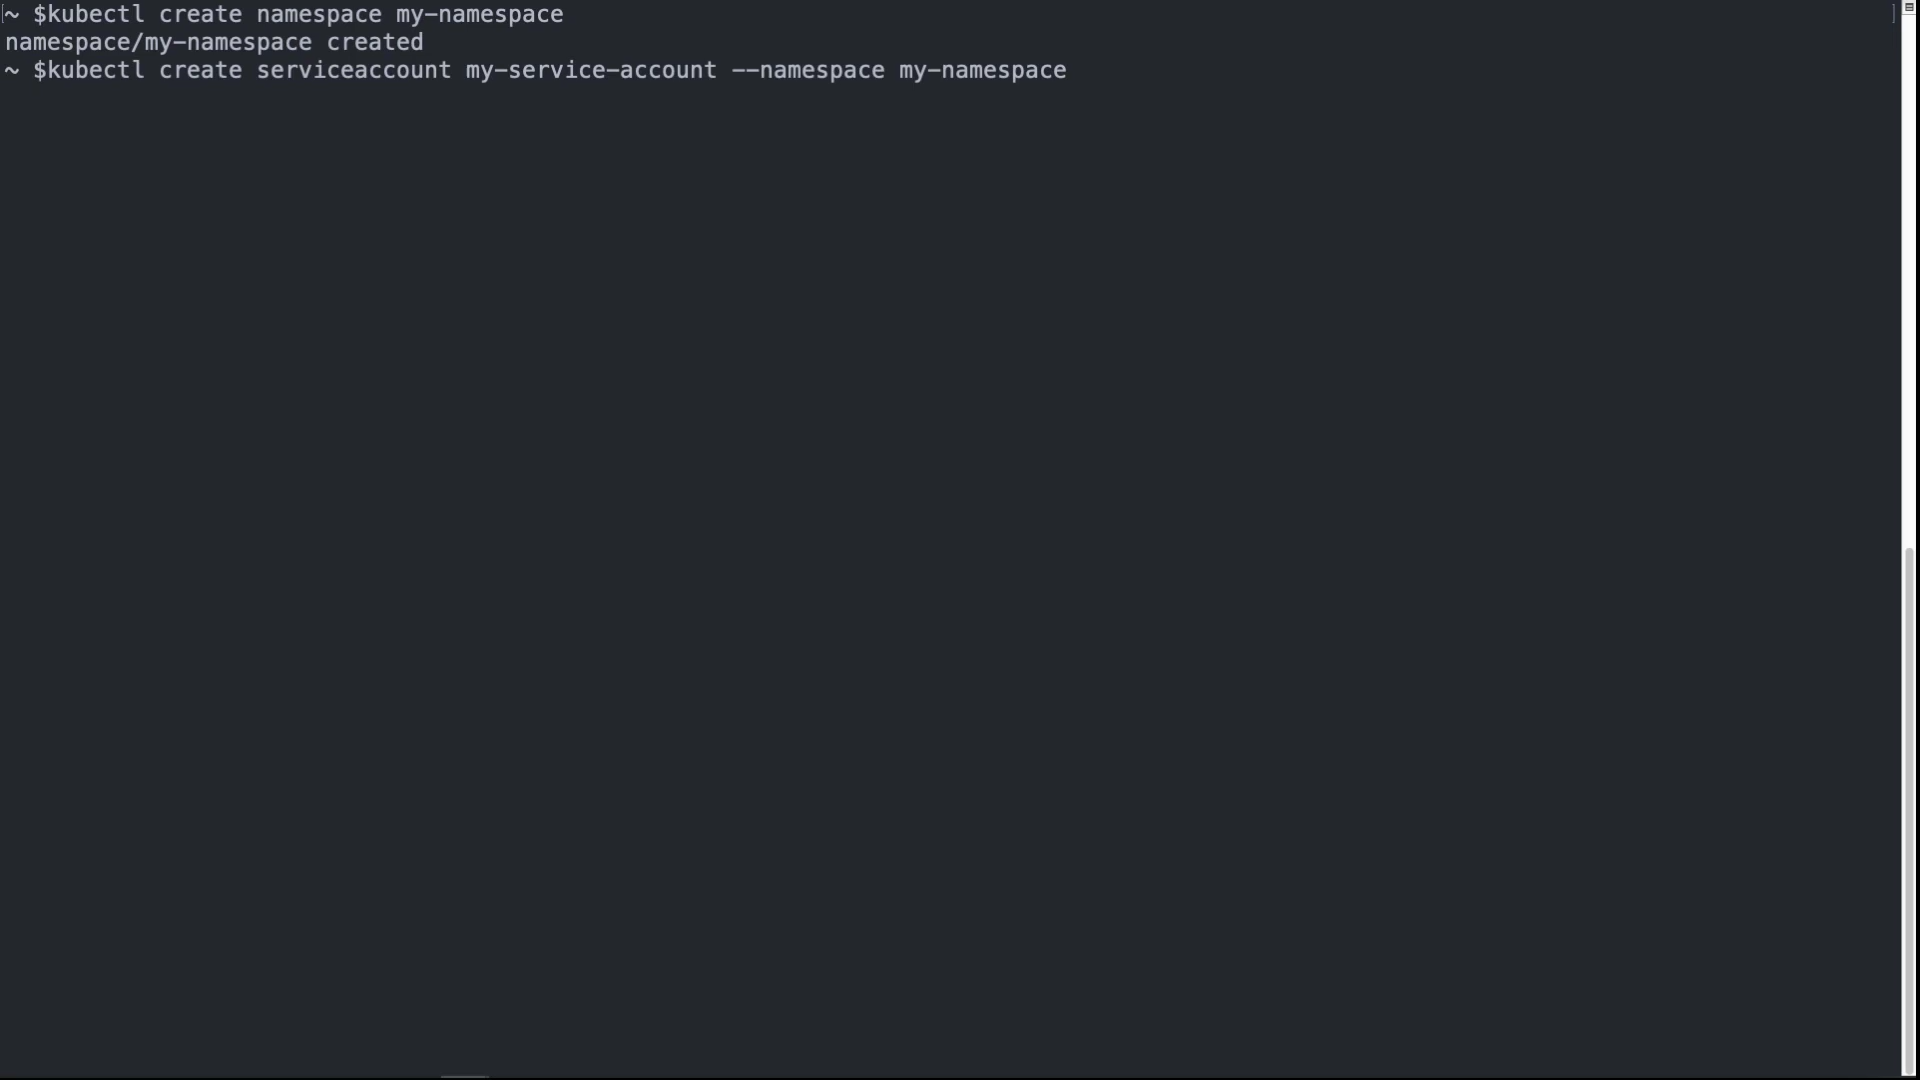 ~ $kubectl create namespace my-namespace
namespace/my-namespace created
~ $kubectl create serviceaccount my-service-account --namespace my-namespace